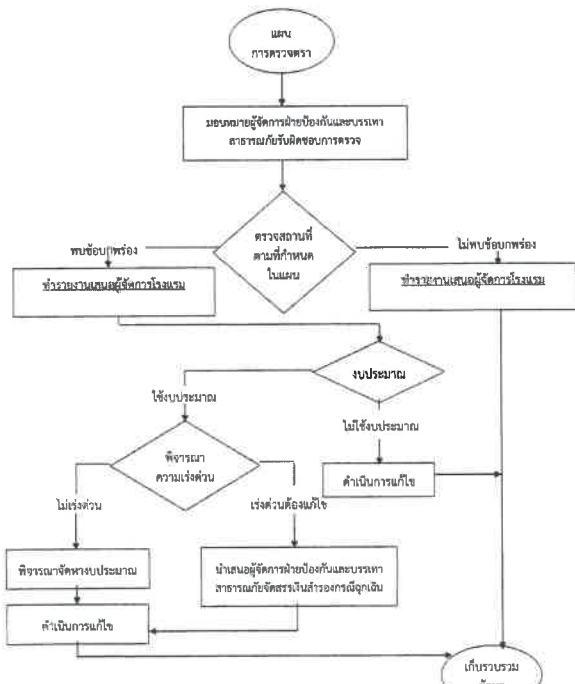 แผน
การตรวจตรา
มอบหมายผู้จัดการฝ่ายป้องกันและบรรเทา
สาธารณภัยรับผิดชอบการตรวจ
ตรวจสถานที่
ตามที่กำหนด
ในแผน
พบข้อบกพร่อง
ไม่พบข้อบกพร่อง
ทำรายงานเสนอผู้จัดการโรงแรม
ทำรายงานเสนอผู้จัดการโรงแรม
งบประมาณ
ใช้งบประมาณ
ไม่ใช้งบประมาณ
พิจารณา
ความเร่งด่วน
ดำเนินการแก้ไข
ไม่เร่งด่วน
เร่งด่วนต้องแก้ไข
พิจารณาจัดหางบประมาณ
นำเสนอผู้จัดการฝ่ายป้องกันและบรรเทา
สาธารณภัยจัดสรรเงินสำรองกรณีฉุกเฉิน
ดำเนินการแก้ไข
เก็บรวบรวม